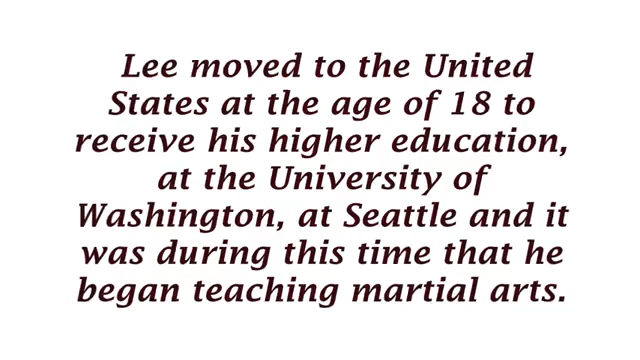 Lee moved to the United
States at the age of 18 to
receive his higher education,
at the University of
Washington, at Seattle and it
was during this time that he
began teaching martial arts.